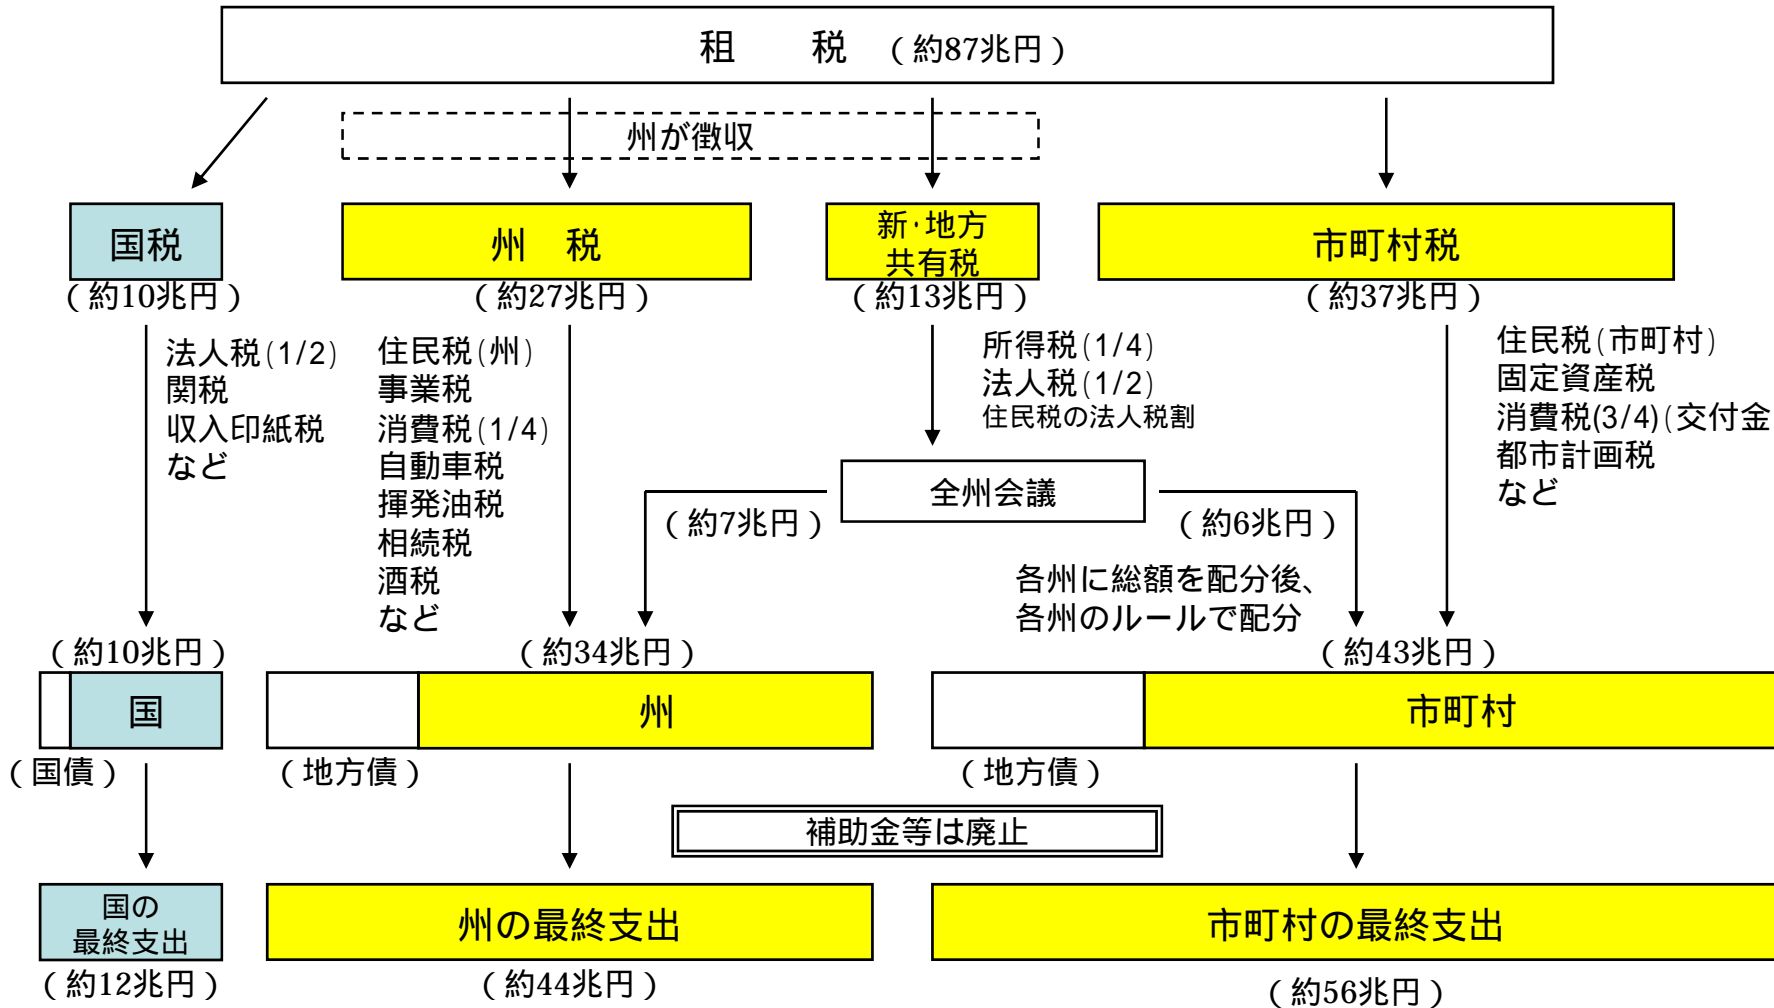 租　　税　（約87兆円）
州が徴収
国税
（約10兆円）
州　税
（約27兆円）
新・地方
共有税
（約13兆円）
市町村税
（約37兆円）
法人税(1/2)
関税
収入印紙税
など
住民税(州)
事業税
消費税(1/4)
自動車税
揮発油税
相続税
酒税
など
所得税(1/4)
法人税(1/2)
住民税の法人税割
住民税(市町村)
固定資産税
消費税(3/4)(交付金
都市計画税
など
全州会議
（約7兆円）
（約6兆円）
各州に総額を配分後、
各州のルールで配分
（約10兆円）
（約34兆円）
（約43兆円）
国
州
市町村
（国債）
（地方債）
（地方債）
補助金等は廃止
国の
最終支出
（約12兆円）
州の最終支出
（約44兆円）
市町村の最終支出
（約56兆円）